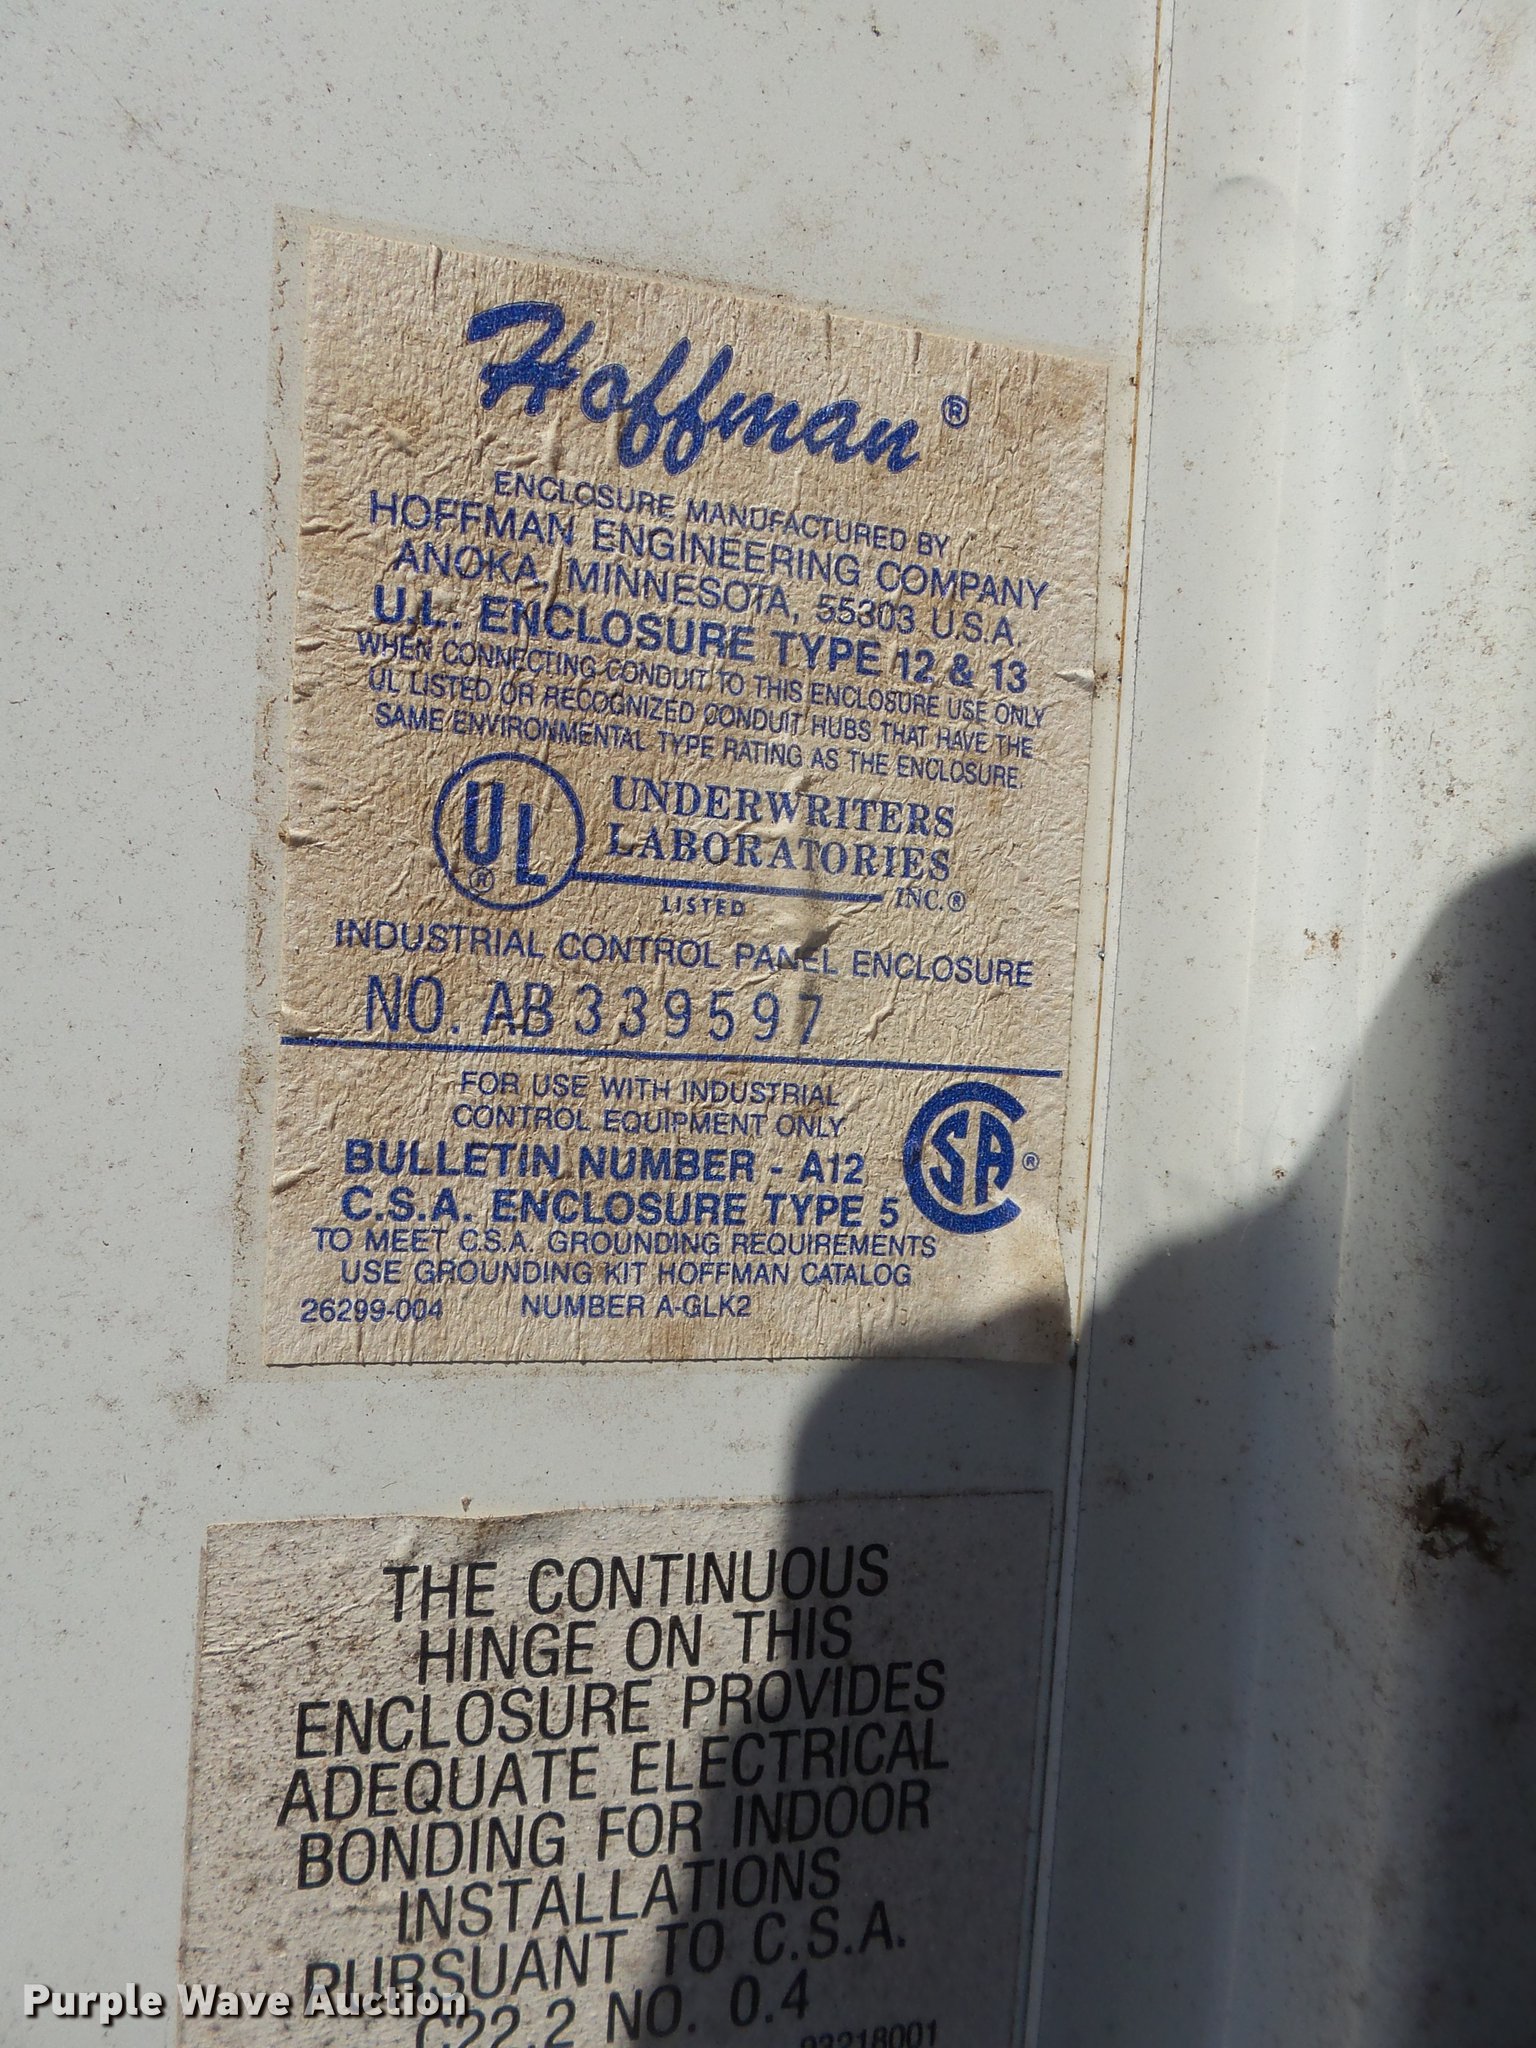 Hoffman®
ENCLOSURE MANUFACTURED BY
HOFFMAN ENGINEERING COMPANY
ANOKA, MINNESOTA, 55303 U.S.A.
U.L. ENCLOSURE TYPE 12 & 13
WHEN CONNECTING CONDUIT TO THIS ENCLOSURE USE ONLY
UL LISTED OR RECOGNIZED CONDUIT HUBS THAT HAVE THE
SAME ENVIRONMENTAL TYPE RATING AS THE ENCLOSURE.
UL® UNDERWRITERS
LABORATORIES
INC.®
LISTED
INDUSTRIAL CONTROL PANEL ENCLOSURE
NO. AB339597
FOR USE WITH INDUSTRIAL
CONTROL EQUIPMENT ONLY
BULLETIN NUMBER - A12
C.S.A. ENCLOSURE TYPE 5
CSA®
TO MEET C.S.A. GROUNDING REQUIREMENTS
USE GROUNDING KIT HOFFMAN CATALOG
26299-004 NUMBER A-GLK2
THE CONTINUOUS
HINGE ON THIS
ENCLOSURE PROVIDES
ADEQUATE ELECTRICAL
BONDING FOR INDOOR
INSTALLATIONS
PURSUANT TO C.S.A.
C22.2 NO. 0.4
93218001
Purple Wave Auction